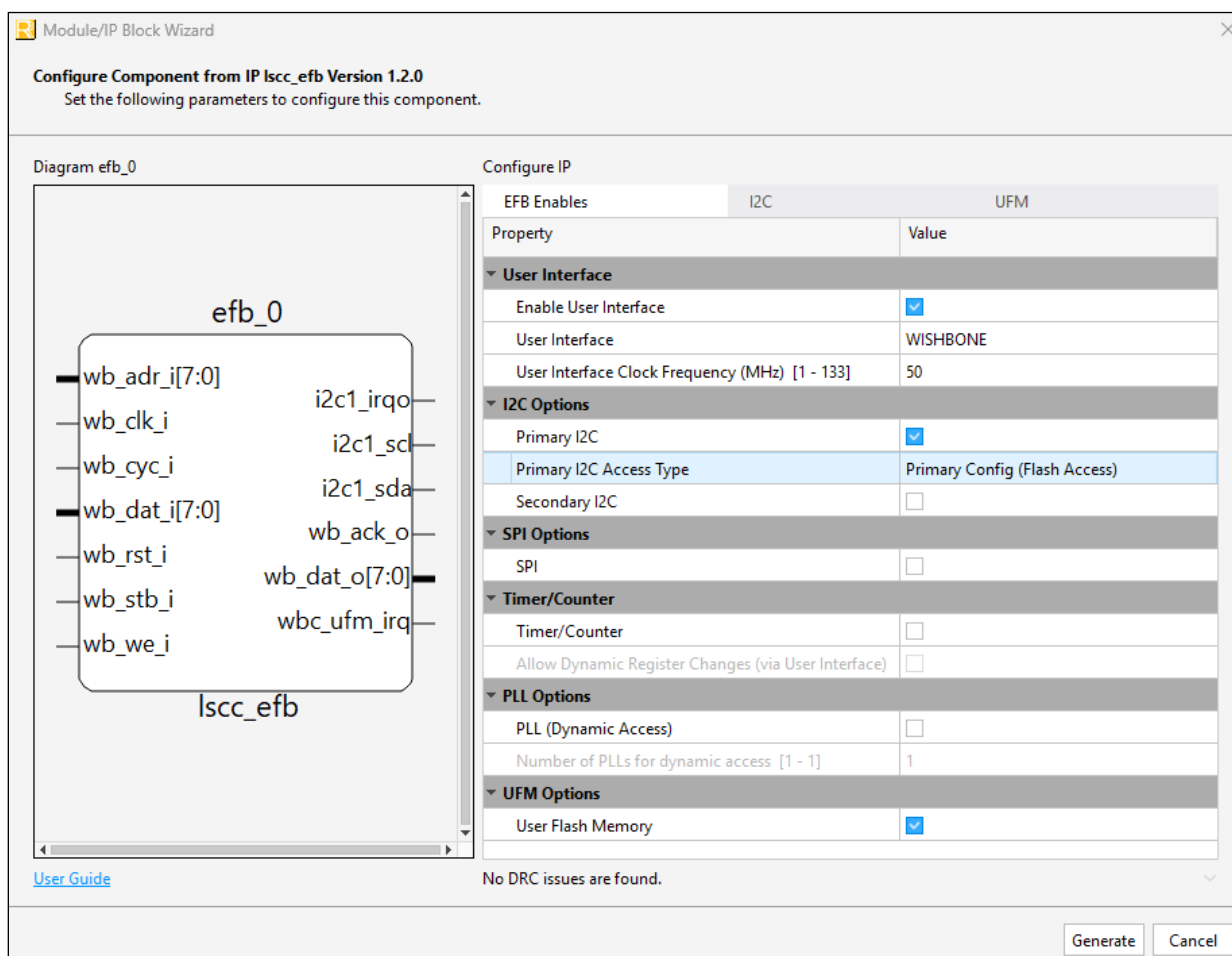 Module/IP Block Wizard
Configure Component from IP lscc_efb Version 1.2.0
Set the following parameters to configure this component.
Diagram efb_0
efb_0
wb_adr_i[7:0]
wb_clk_i
wb_cyc_i
wb_dat_i[7:0]
wb_rst_i
wb_stb_i
wb_we_i
i2c1_irqo
i2c1_scl
i2c1_sda
wb_ack_o
wb_dat_o[7:0]
wbc_ufm_irq
lscc_efb
User Guide
Configure IP
EFB Enables I2C UFM
Property Value
User Interface
Enable User Interface
User Interface WISHBONE
User Interface Clock Frequency (MHz) [1 - 133] 50
I2C Options
Primary I2C
Primary I2C Access Type Primary Config (Flash Access)
Secondary I2C
SPI Options
SPI
Timer/Counter
Timer/Counter
Allow Dynamic Register Changes (via User Interface)
PLL Options
PLL (Dynamic Access)
Number of PLLs for dynamic access [1 - 1] 1
UFM Options
User Flash Memory
No DRC issues are found.
Generate Cancel